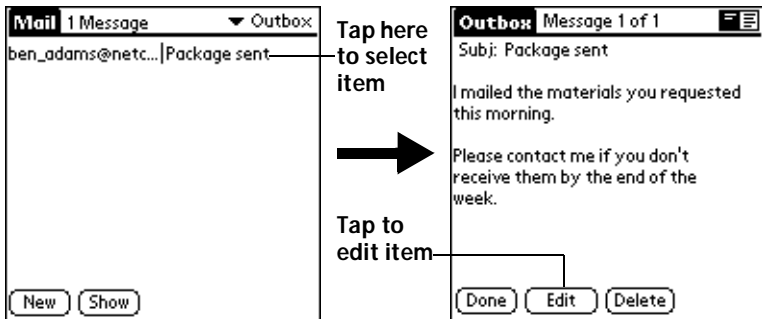 Mail 1 Message Outbox
ben_adams@netc... Package sent
New Show
Tap here
to select
item
Tap to
edit item
Outbox Message 1 of 1
Subj: Package sent
I mailed the materials you requested
this morning.
Please contact me if you don't
receive them by the end of the
week.
Done Edit Delete